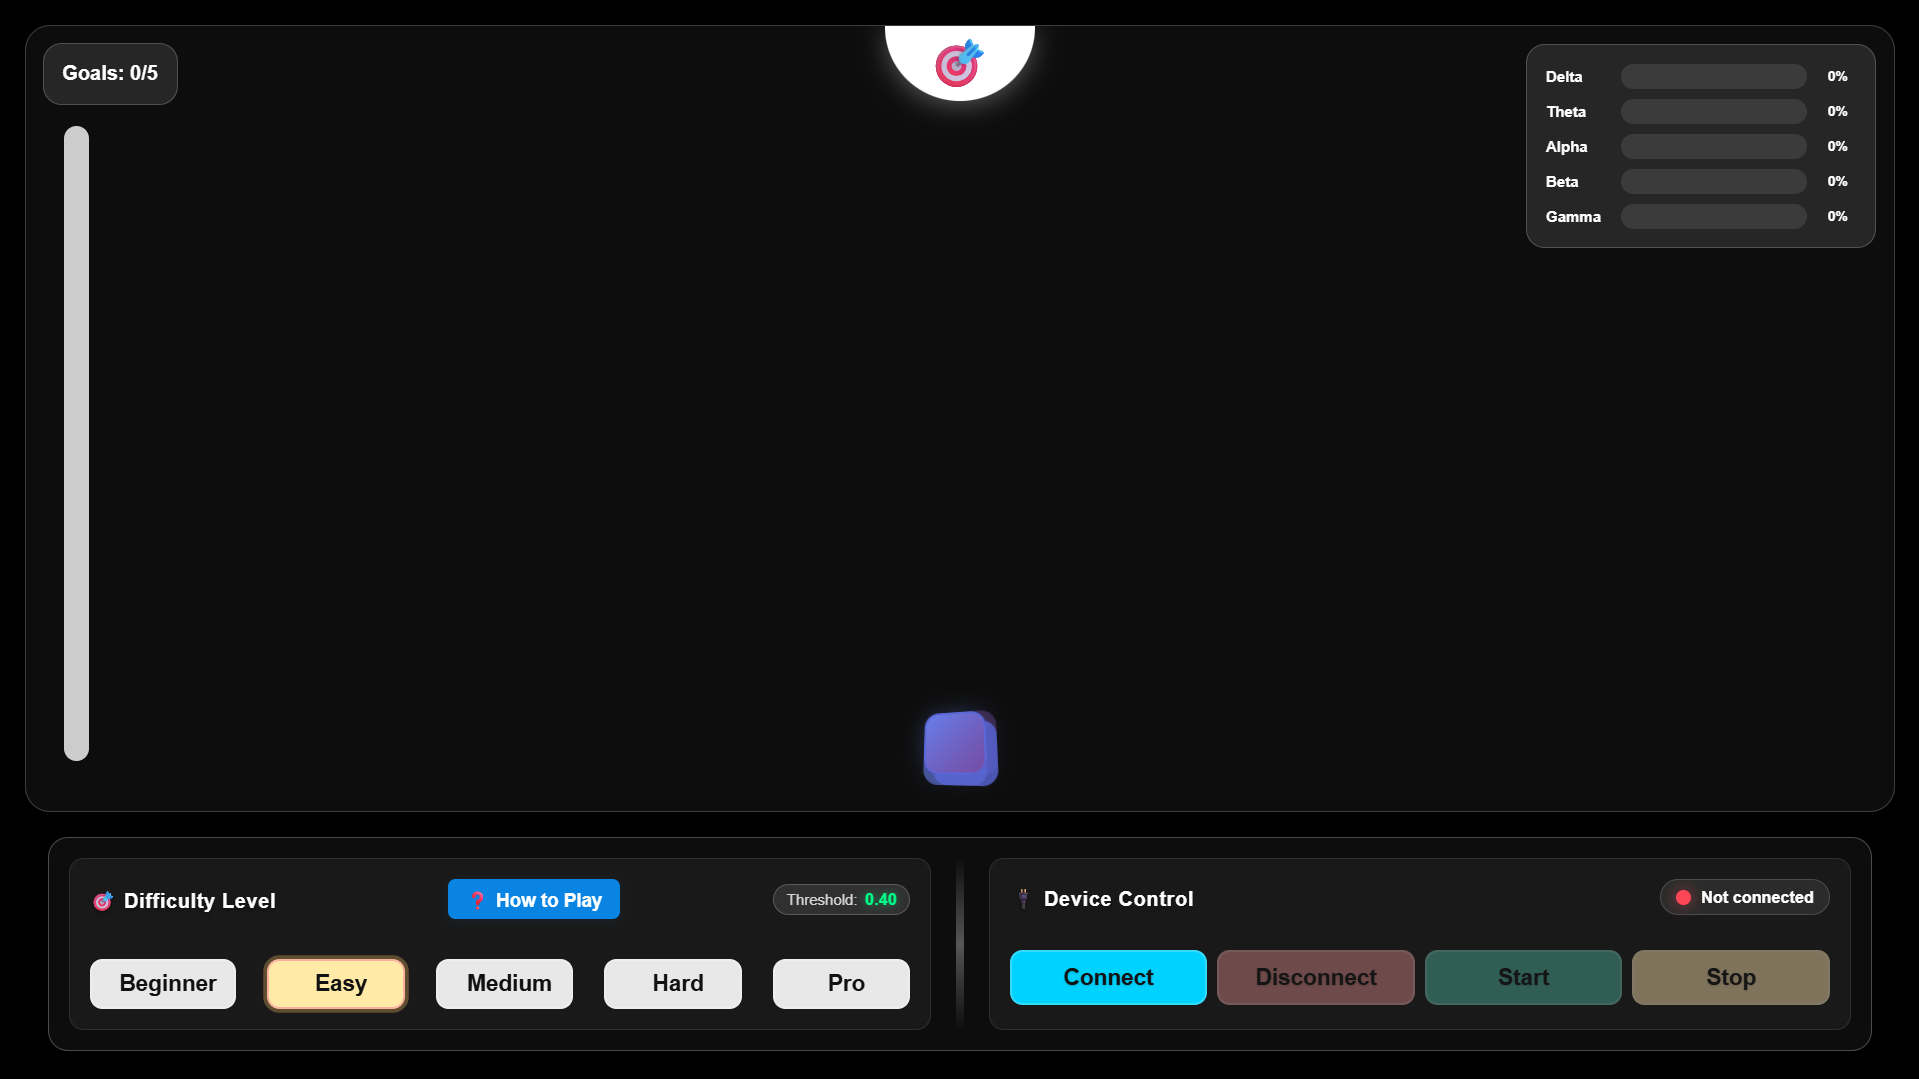 Goals: 0/5
Delta 0%
Theta 0%
Alpha 0%
Beta 0%
Gamma 0%
Difficulty Level
❓ How to Play
Threshold: 0.40
Beginner
Easy
Medium
Hard
Pro
Device Control
Not connected
Connect
Disconnect
Start
Stop